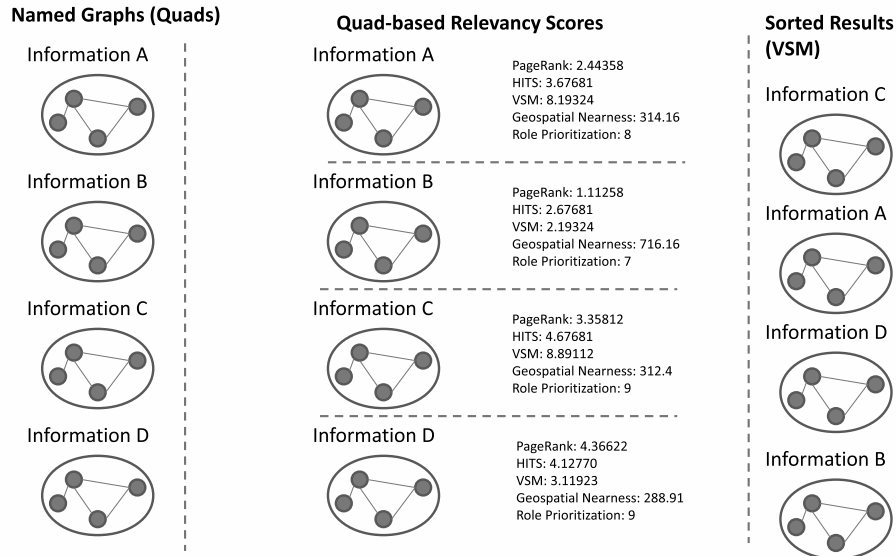 Named Graphs (Quads)
Information A
Information B
Information C
Information D
Quad-based Relevancy Scores
Information A
PageRank: 2.44358
HITS: 3.67681
VSM: 8.19324
Geospatial Nearness: 314.16
Role Prioritization: 8
Information B
PageRank: 1.11258
HITS: 2.67681
VSM: 2.19324
Geospatial Nearness: 716.16
Role Prioritization: 7
Information C
PageRank: 3.35812
HITS: 4.67681
VSM: 8.89112
Geospatial Nearness: 312.4
Role Prioritization: 9
Information D
PageRank: 4.36622
HITS: 4.12770
VSM: 3.11923
Geospatial Nearness: 288.91
Role Prioritization: 9
Sorted Results
(VSM)
Information C
Information A
Information D
Information B